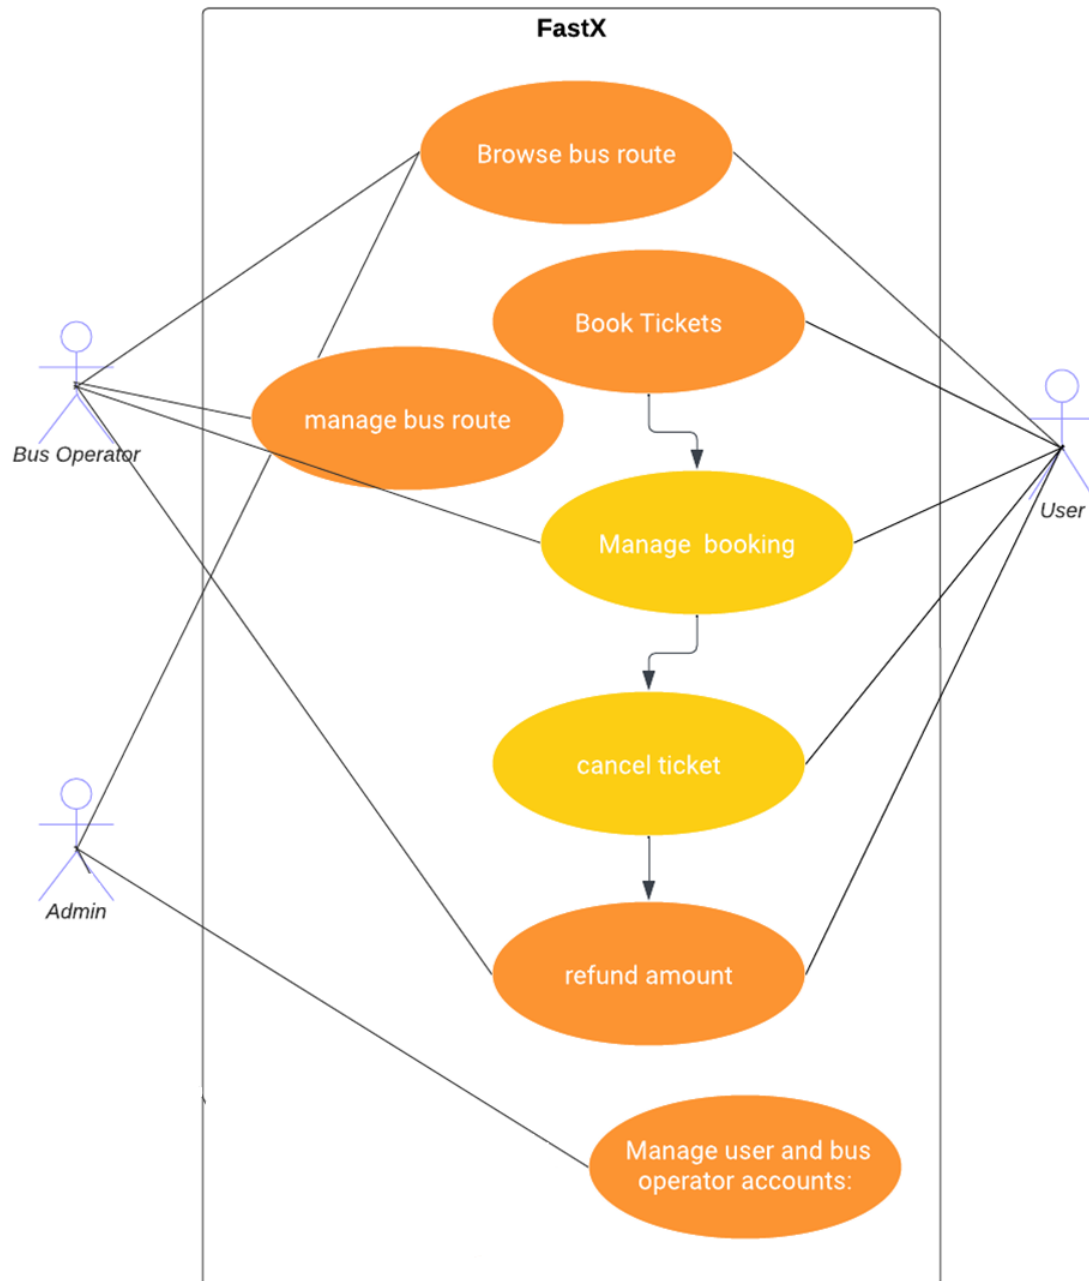 FastX
Browse bus route
Book Tickets
manage bus route
Bus Operator
User
Manage  booking
cancel ticket
Admin
refund amount
Manage user and bus
operator accounts: